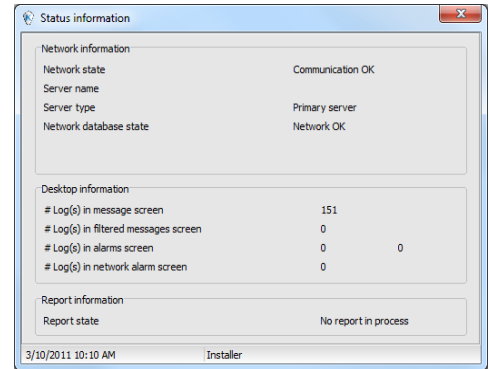 Status information
Network information
Network state Communication OK
Server name
Server type Primary server
Network database state Network OK
Desktop information
# Log(s) in message screen 151
# Log(s) in filtered messages screen 0
# Log(s) in alarms screen 0 0
# Log(s) in network alarm screen 0
Report information
Report state No report in process
3/10/2011 10:10 AM Installer